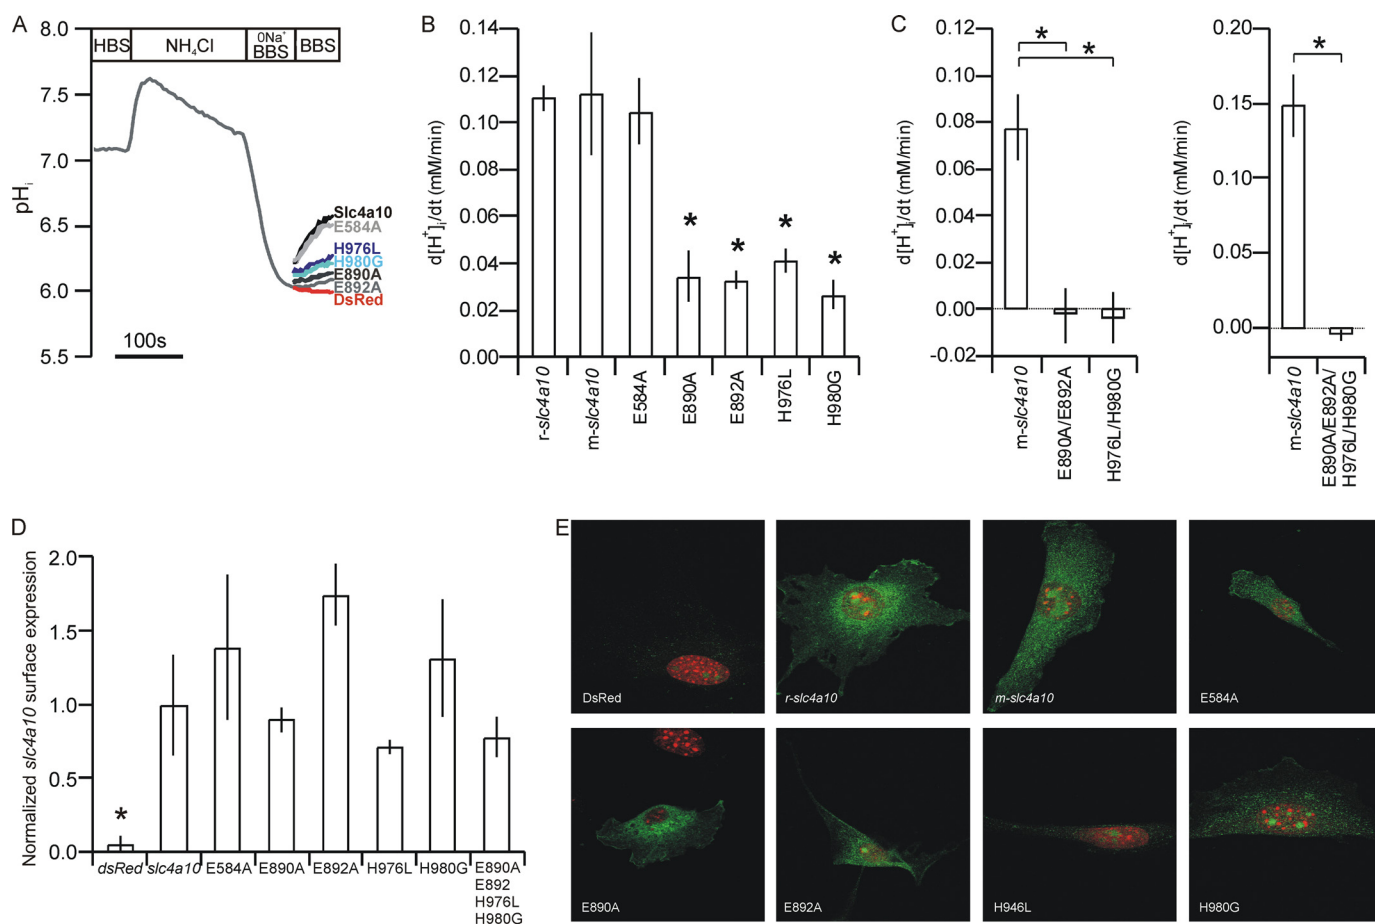 A
8.0
7.5
7.0
6.5
6.0
5.5
pHi
HBS
NH4Cl
0Na+
BBS
BBS
Slc4a10
E584A
H976L
H980G
E890A
E892A
DsRed
100s
B
0.14
0.12
0.10
0.08
0.06
0.04
0.02
0.00
d[H+]i/dt (mM/min)
*
*
*
*
r-slc4a10
m-slc4a10
E584A
E890A
E892A
H976L
H980G
C
0.12
0.10
0.08
0.06
0.04
0.02
0.00
-0.02
d[H+]i/dt (mM/min)
*
*
m-slc4a10
E890A/E892A
H976L/H980G
0.20
0.15
0.10
0.05
0.00
d[H+]i/dt (mM/min)
*
m-slc4a10
E890A/E892A/
H976L/H980G
D
2.0
1.5
1.0
0.5
0.0
Normalized slc4a10 surface expression
*
dsRed
slc4a10
E584A
E890A
E892A
H976L
H980G
E890A
E892
H976L
H980G
E
DsRed
r-slc4a10
m-slc4a10
E584A
E890A
E892A
H946L
H980G